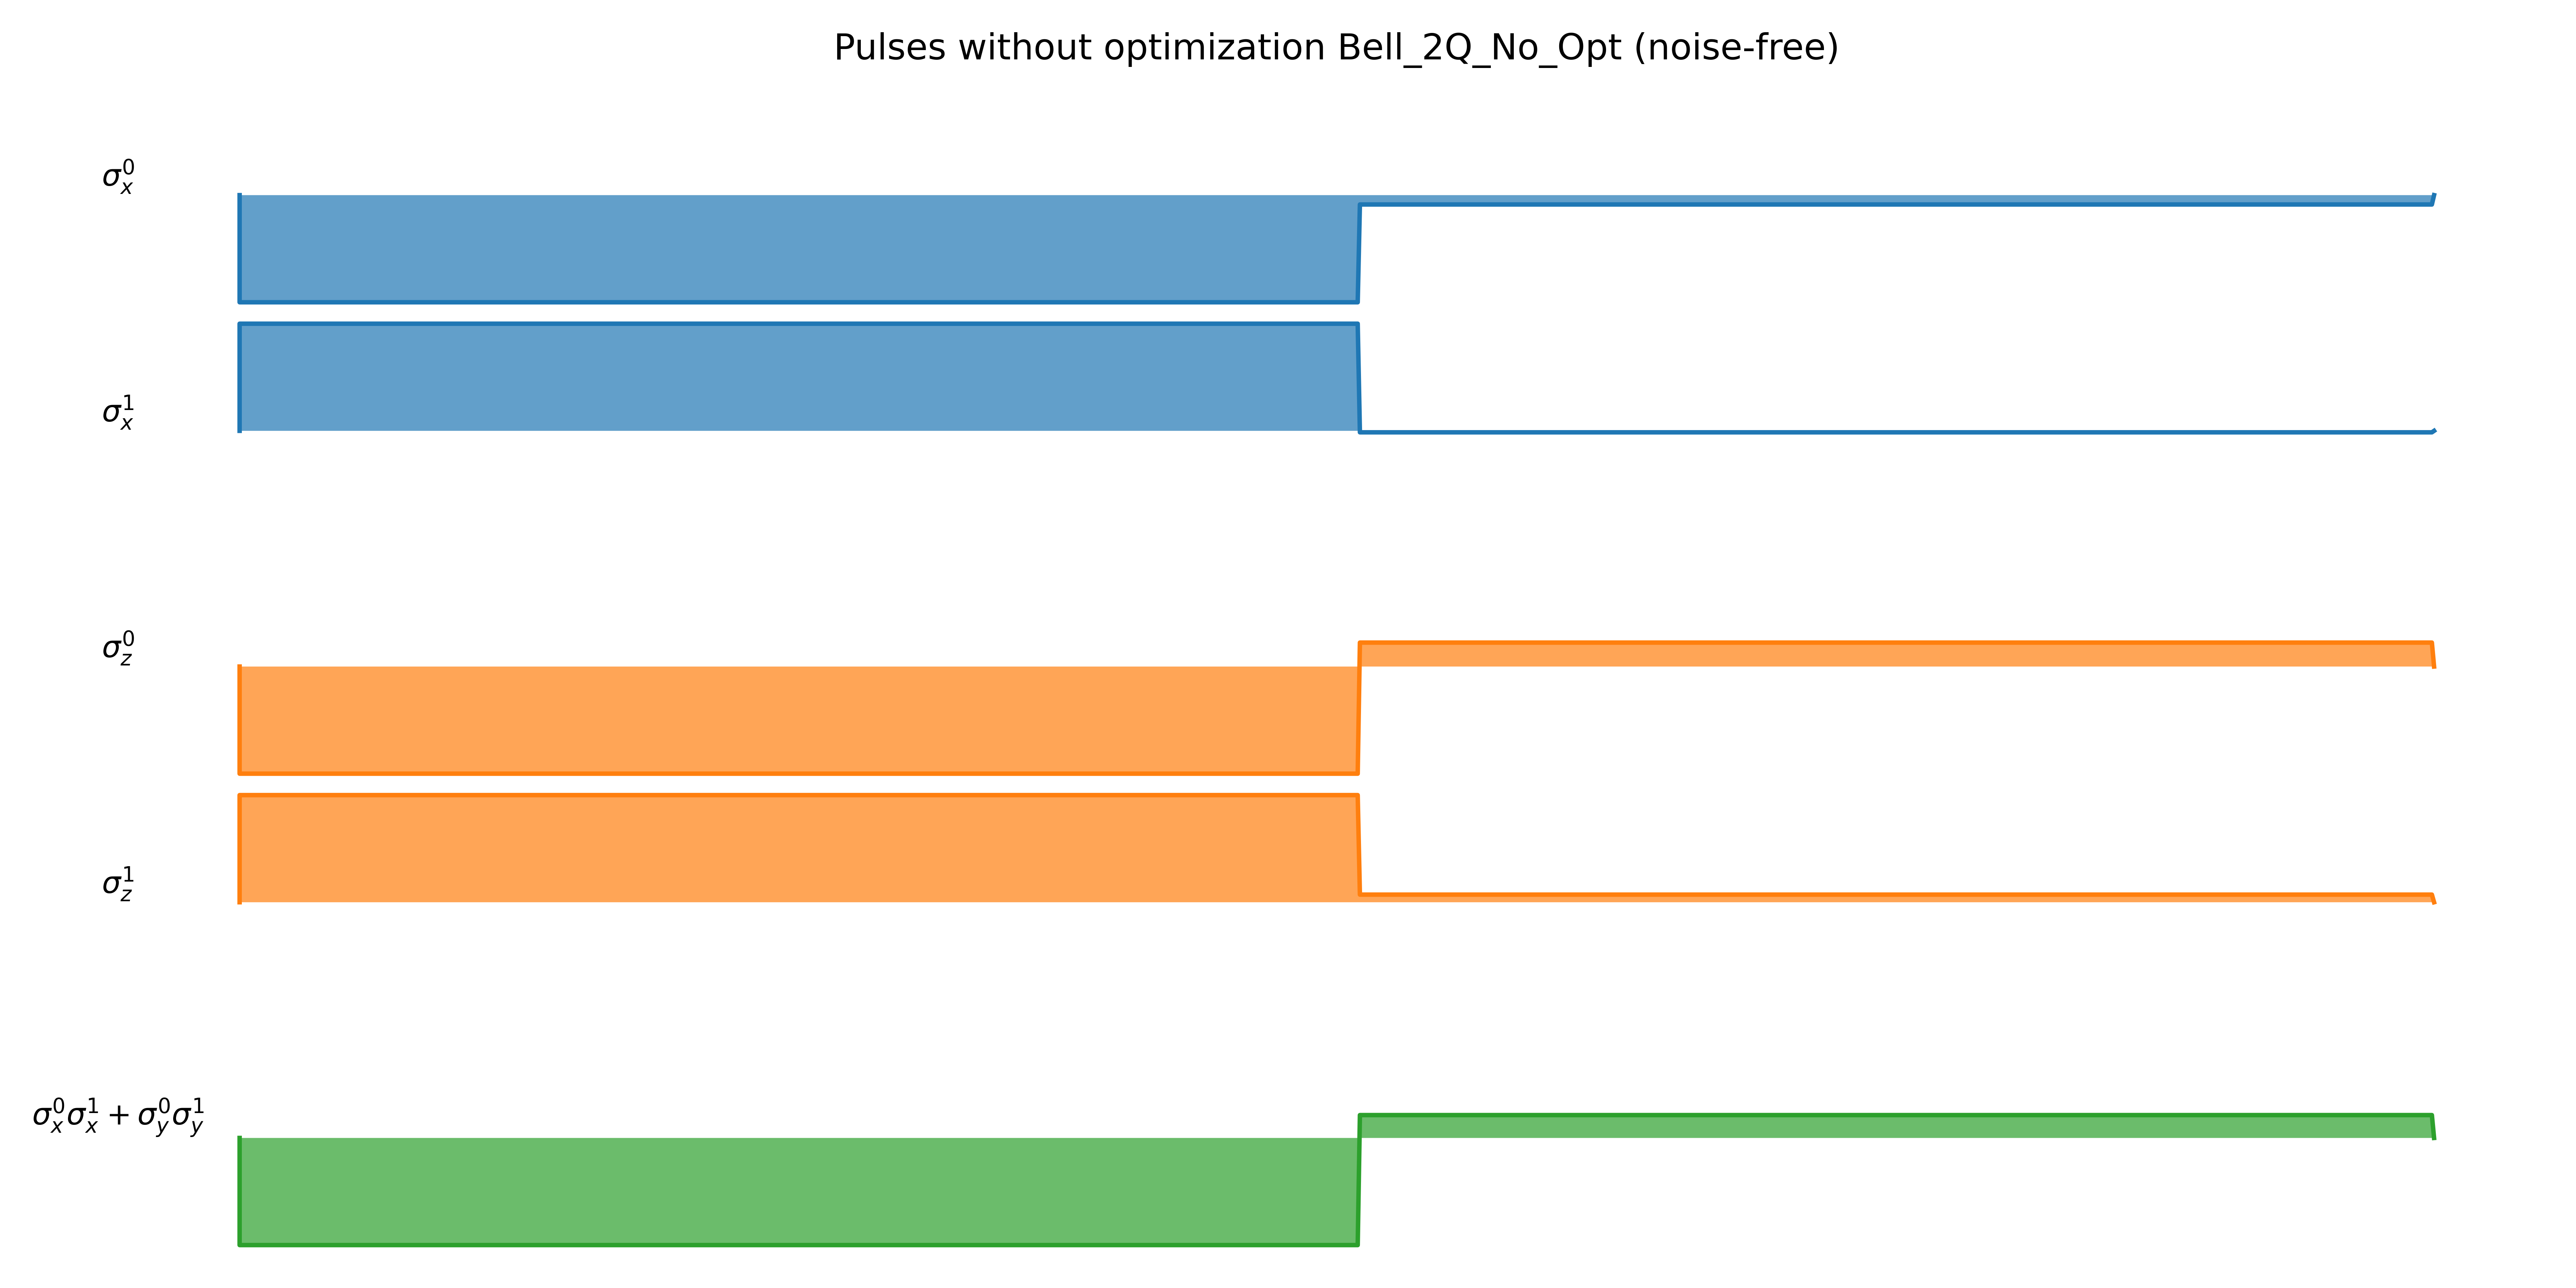 Pulses without optimization Bell_2Q_No_Opt (noise-free)
σ_x^0
σ_x^1
σ_z^0
σ_z^1
σ_x^0σ_x^1 + σ_y^0σ_y^1